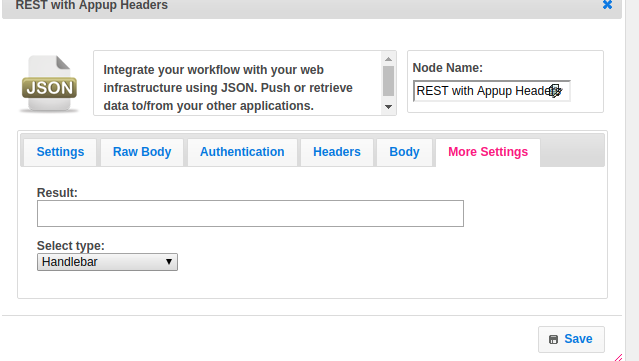 REST with Appup Headers
JSON
Integrate your workflow with your web
infrastructure using JSON. Push or retrieve
data to/from your other applications.
Node Name:
REST with Appup Headers
Settings
Raw Body
Authentication
Headers
Body
More Settings
Result:
Select type:
Handlebar
Save